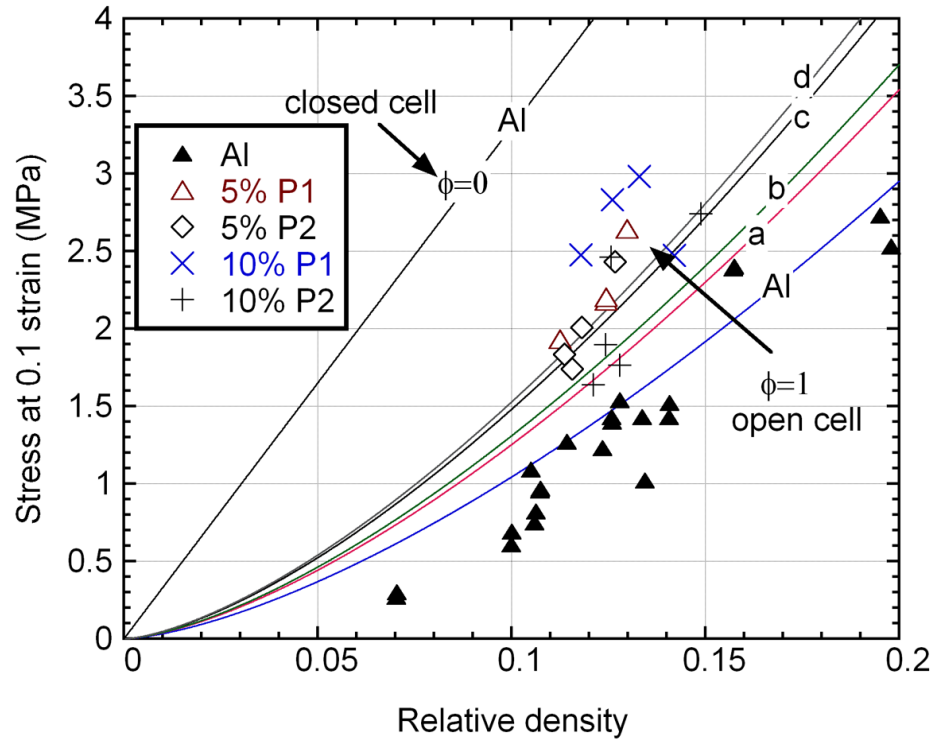 4
3.5
3
2.5
2
1.5
1
0.5
0
Stress at 0.1 strain (MPa)
closed cell
ϕ=0
Al
d
c
b
a
Al
Al
5% P1
5% P2
10% P1
10% P2
ϕ=1
open cell
0
0.05
0.1
0.15
0.2
Relative density